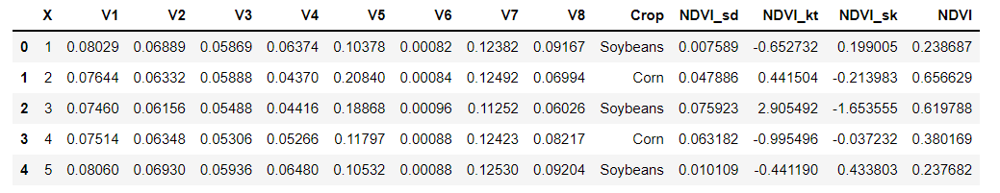 X V1 V2 V3 V4 V5 V6 V7 V8 Crop NDVI_sd NDVI_kt NDVI_sk NDVI
0 1 0.08029 0.06889 0.05869 0.06374 0.10378 0.00082 0.12382 0.09167 Soybeans 0.007589 -0.652732 0.199005 0.238687
1 2 0.07644 0.06332 0.05888 0.04370 0.20840 0.00084 0.12492 0.06994 Corn 0.047886 0.441504 -0.213983 0.656629
2 3 0.07460 0.06156 0.05488 0.04416 0.18868 0.00096 0.11252 0.06026 Soybeans 0.075923 2.905492 -1.653555 0.619788
3 4 0.07514 0.06348 0.05306 0.05266 0.11797 0.00088 0.12423 0.08217 Corn 0.063182 -0.995496 -0.037232 0.380169
4 5 0.08060 0.06930 0.05936 0.06480 0.10532 0.00088 0.12530 0.09204 Soybeans 0.010109 -0.441190 0.433803 0.237682